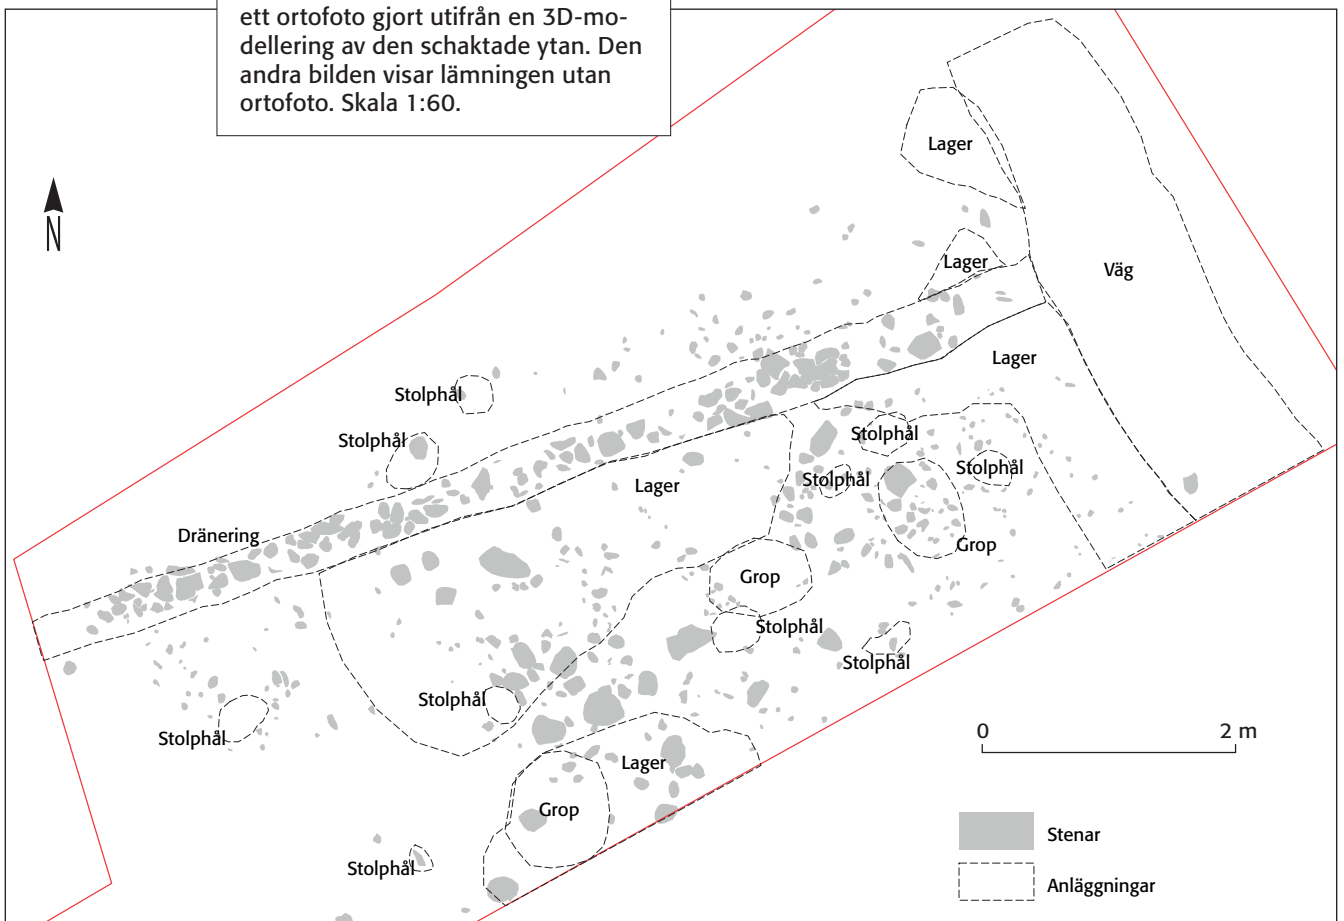 ett ortofoto gjort utifrån en 3D-mo-
dellering av den schaktade ytan. Den
andra bilden visar lämningen utan
ortofoto. Skala 1:60.
Lager
N
Lager
Väg
Lager
Stolphål
Stolphål
Stolphål
Stolphål
Stolphål
Lager
Dränering
Grop
Grop
Stolphål
Stolphål
Stolphål
Stolphål
0 2 m
Lager
Grop
Stenar
Stolphål
Anläggningar